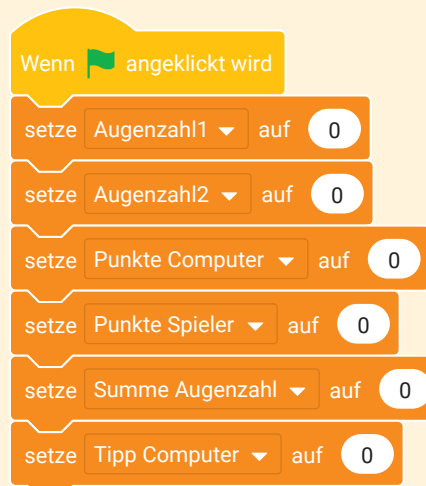 Wenn angeklickt wird
setze Augenzahl1 auf 0
setze Augenzahl2 auf 0
setze Punkte Computer auf 0
setze Punkte Spieler auf 0
setze Summe Augenzahl auf 0
setze Tipp Computer auf 0